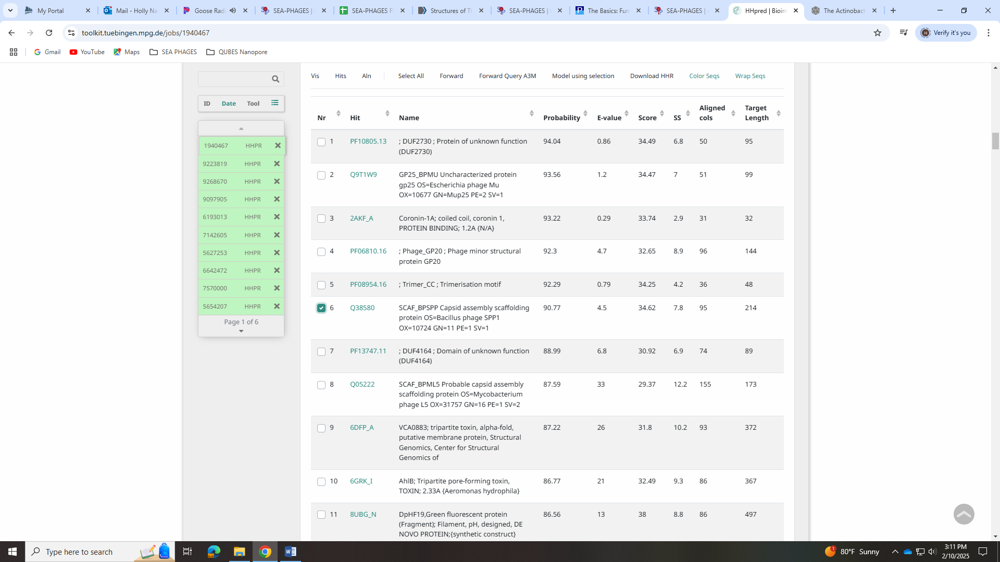 My Portal
Mail - Holly Na
Goose Radi
SEA-PHAGES | (
SEA-PHAGES F
Structures of T
SEA-PHAGES |
The Basics: Fun
SEA-PHAGES |
HHpred | Bioin
The Actinobact
toolkit.tuebingen.mpg.de/jobs/1940467
Verify it's you
Gmail
YouTube
Maps
SEA PHAGES
QUBES Nanopore
Vis Hits Aln Select All Forward Forward Query A3M Model using selection Download HHR Color Seqs Wrap Seqs
ID Date Tool
1940467 HHPR
9223819 HHPR
9268670 HHPR
9097905 HHPR
6193013 HHPR
7142605 HHPR
5627253 HHPR
6642472 HHPR
7570000 HHPR
5654207 HHPR
Page 1 of 6
Nr Hit Name Probability E-value Score SS Aligned cols Target Length
1 PF10805.13 ; DUF2730 ; Protein of unknown function 94.04 0.86 34.49 6.8 50 95
(DUF2730)
2 Q9T1W9 GP25_BPMU Uncharacterized protein 93.56 1.2 34.47 7 51 99
gp25 OS=Escherichia phage Mu
OX=10677 GN=Mup25 PE=2 SV=1
3 2AKF_A Coronin-1A; coiled coil, coronin 1, 93.22 0.29 33.74 2.9 31 32
PROTEIN BINDING; 1.2A {N/A}
4 PF06810.16 ; Phage_GP20 ; Phage minor structural 92.3 4.7 32.65 8.9 96 144
protein GP20
5 PF08954.16 ; Trimer_CC ; Trimerisation motif 92.29 0.79 34.25 4.2 36 48
6 Q38580 SCAF_BPSPP Capsid assembly scaffolding 90.77 4.5 34.62 7.8 95 214
protein OS=Bacillus phage SPP1
OX=10724 GN=11 PE=1 SV=1
7 PF13747.11 ; DUF4164 ; Domain of unknown function 88.99 6.8 30.92 6.9 74 89
(DUF4164)
8 Q05222 SCAF_BPML5 Probable capsid assembly 87.59 33 29.37 12.2 155 173
scaffolding protein OS=Mycobacterium
phage L5 OX=31757 GN=16 PE=1 SV=2
9 6DFP_A VCA0883; tripartite toxin, alpha-fold, 87.22 26 31.8 10.2 93 372
putative membrane protein, Structural
Genomics, Center for Structural
Genomics of
10 6GRK_I AhlB; Tripartite pore-forming toxin, 86.77 21 32.49 9.3 86 367
TOXIN; 2.33A {Aeromonas hydrophila}
11 8UBG_N DpHF19,Green fluorescent protein 86.56 13 38 8.8 86 497
(Fragment); Filament, pH, designed, DE
NOVO PROTEIN;{synthetic construct}
Type here to search
80°F Sunny
3:11 PM
2/10/2025